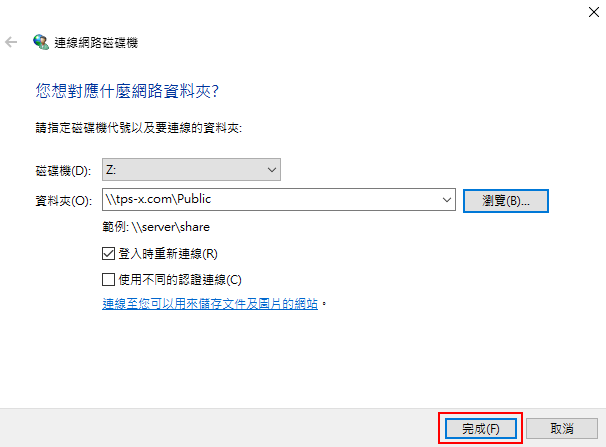 連線網路磁碟機
您想對應什麼網路資料夾?
請指定磁碟機代號以及要連線的資料夾:
磁碟機(D): Z:
資料夾(O): \\tps-x.com\Public 瀏覽(B)...
範例: \\server\share
登入時重新連線(R)
使用不同的認證連線(C)
連線至您可以用來儲存文件及圖片的網站。
完成(F) 取消